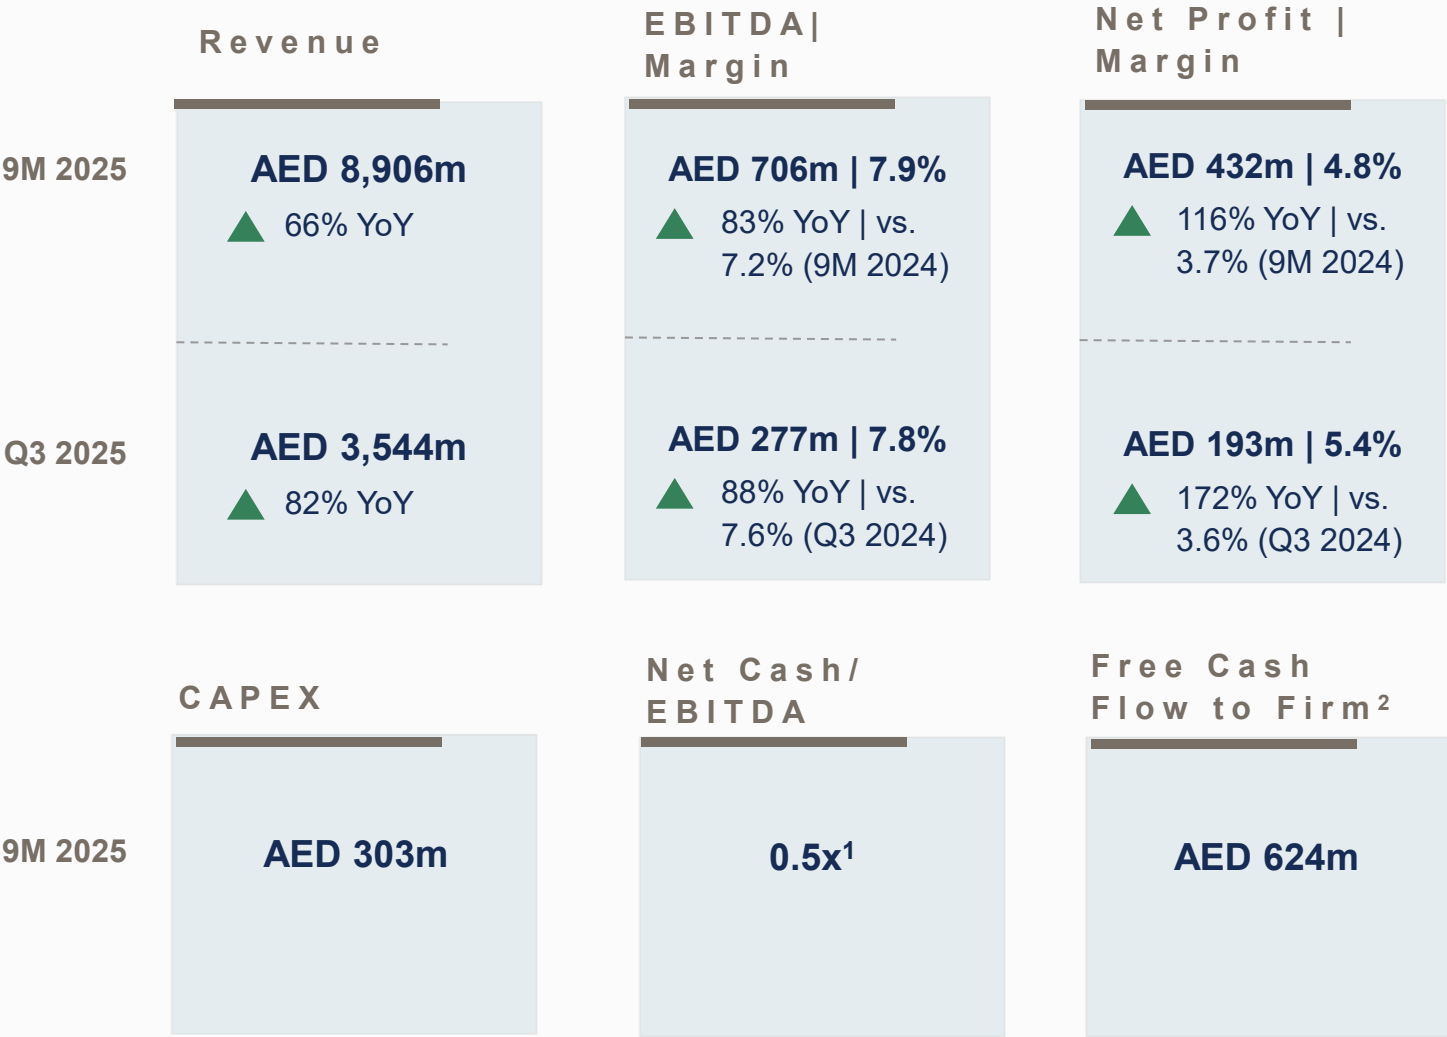 Revenue
EBITDA|
Margin
Net Profit |
Margin
9M 2025
AED 8,906m
66% YoY
AED 706m | 7.9%
83% YoY | vs.
7.2% (9M 2024)
AED 432m | 4.8%
116% YoY | vs.
3.7% (9M 2024)
Q3 2025
AED 3,544m
82% YoY
AED 277m | 7.8%
88% YoY | vs.
7.6% (Q3 2024)
AED 193m | 5.4%
172% YoY | vs.
3.6% (Q3 2024)
CAPEX
Net Cash/
EBITDA
Free Cash
Flow to Firm²
9M 2025
AED 303m
0.5x¹
AED 624m